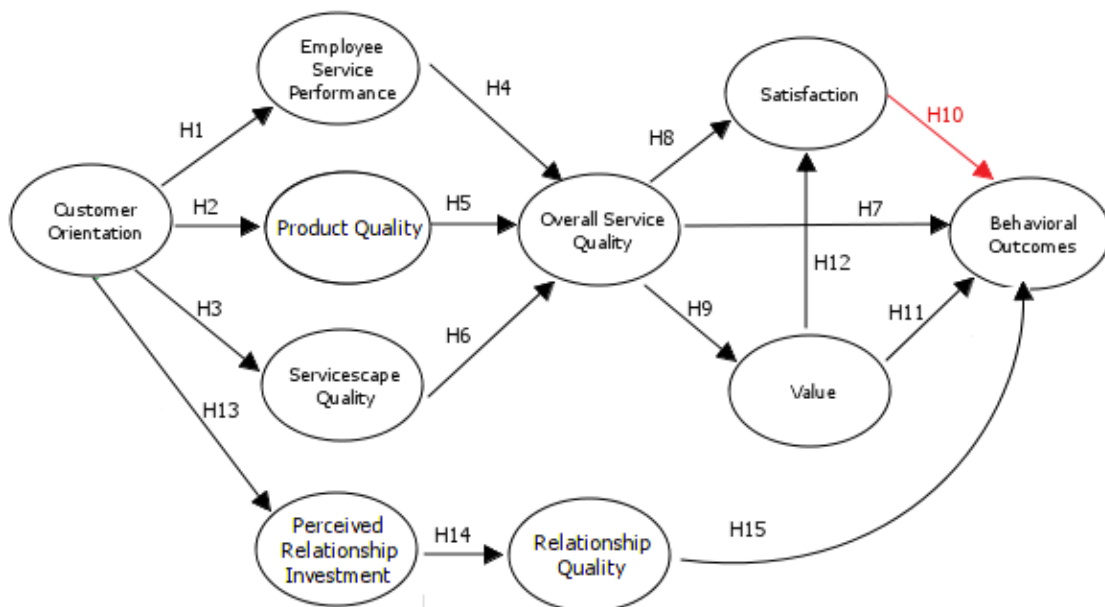 Employee
Service
Performance
H4
Satisfaction
H10
H1
H8
Customer
Orientation
H2
Product Quality
H5
Overall Service
Quality
H7
Behavioral
Outcomes
H12
H3
H9
H11
H6
Servicescape
Quality
Value
H13
Perceived
Relationship
Investment
H14
Relationship
Quality
H15